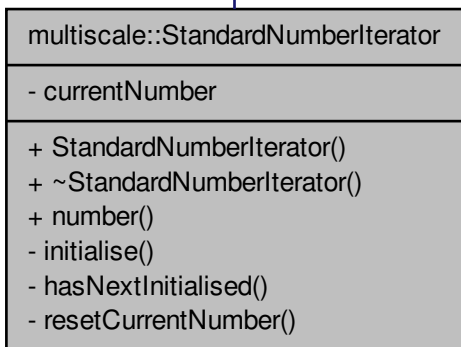 multiscale::StandardNumberIterator
- currentNumber
+ StandardNumberIterator()
+ ~StandardNumberIterator()
+ number()
- initialise()
- hasNextInitialised()
- resetCurrentNumber()